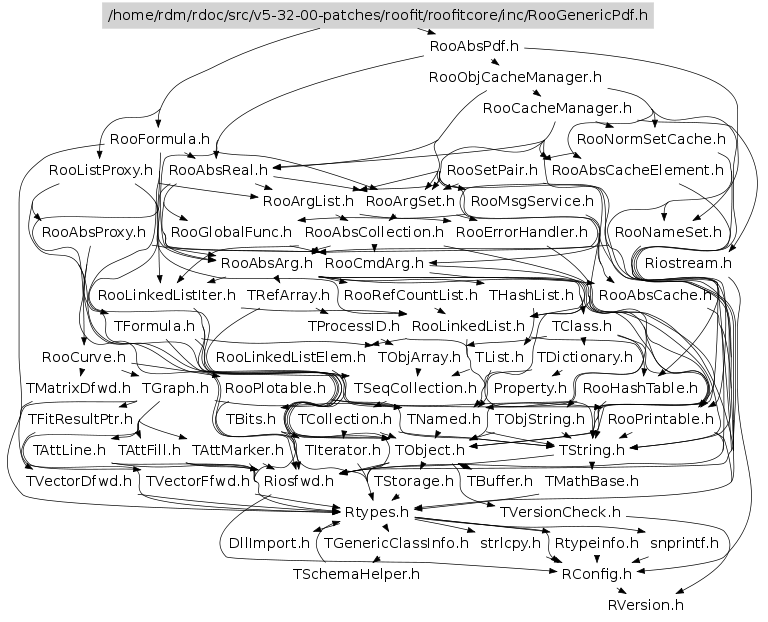 /home/rdm/rdoc/src/v5-32-00-patches/roofit/roofitcore/inc/RooGenericPdf.h
RooAbsPdf.h
RooObjCacheManager.h
RooCacheManager.h
RooFormula.h RooNormSetCache.h
RooListProxy.h RooAbsReal.h RooSetPair.h RooAbsCacheElement.h
RooArgList.h RooArgSet.h RooMsgService.h
RooAbsProxy.h RooGlobalFunc.h RooAbsCollection.h RooErrorHandler.h RooNameSet.h
RooAbsArg.h RooCmdArg.h Riostream.h
RooLinkedListIter.h TRefArray.h RooRefCountList.h THashList.h RooAbsCache.h
TFormula.h TProcessID.h RooLinkedList.h TClass.h
RooCurve.h RooLinkedListElem.h TObjArray.h TList.h TDictionary.h
TMatrixDfwd.h TGraph.h RooPlotable.h TSeqCollection.h Property.h RooHashTable.h
TFitResultPtr.h TBits.h TCollection.h TNamed.h TObjString.h RooPrintable.h
TAttLine.h TAttFill.h TAttMarker.h TIterator.h TObject.h TString.h
TVectorDfwd.h TVectorFfwd.h Riosfwd.h TStorage.h TBuffer.h TMathBase.h
Rtypes.h TVersionCheck.h
DllImport.h TGenericClassInfo.h strlcpy.h Rtypeinfo.h snprintf.h
TSchemaHelper.h RConfig.h
RVersion.h